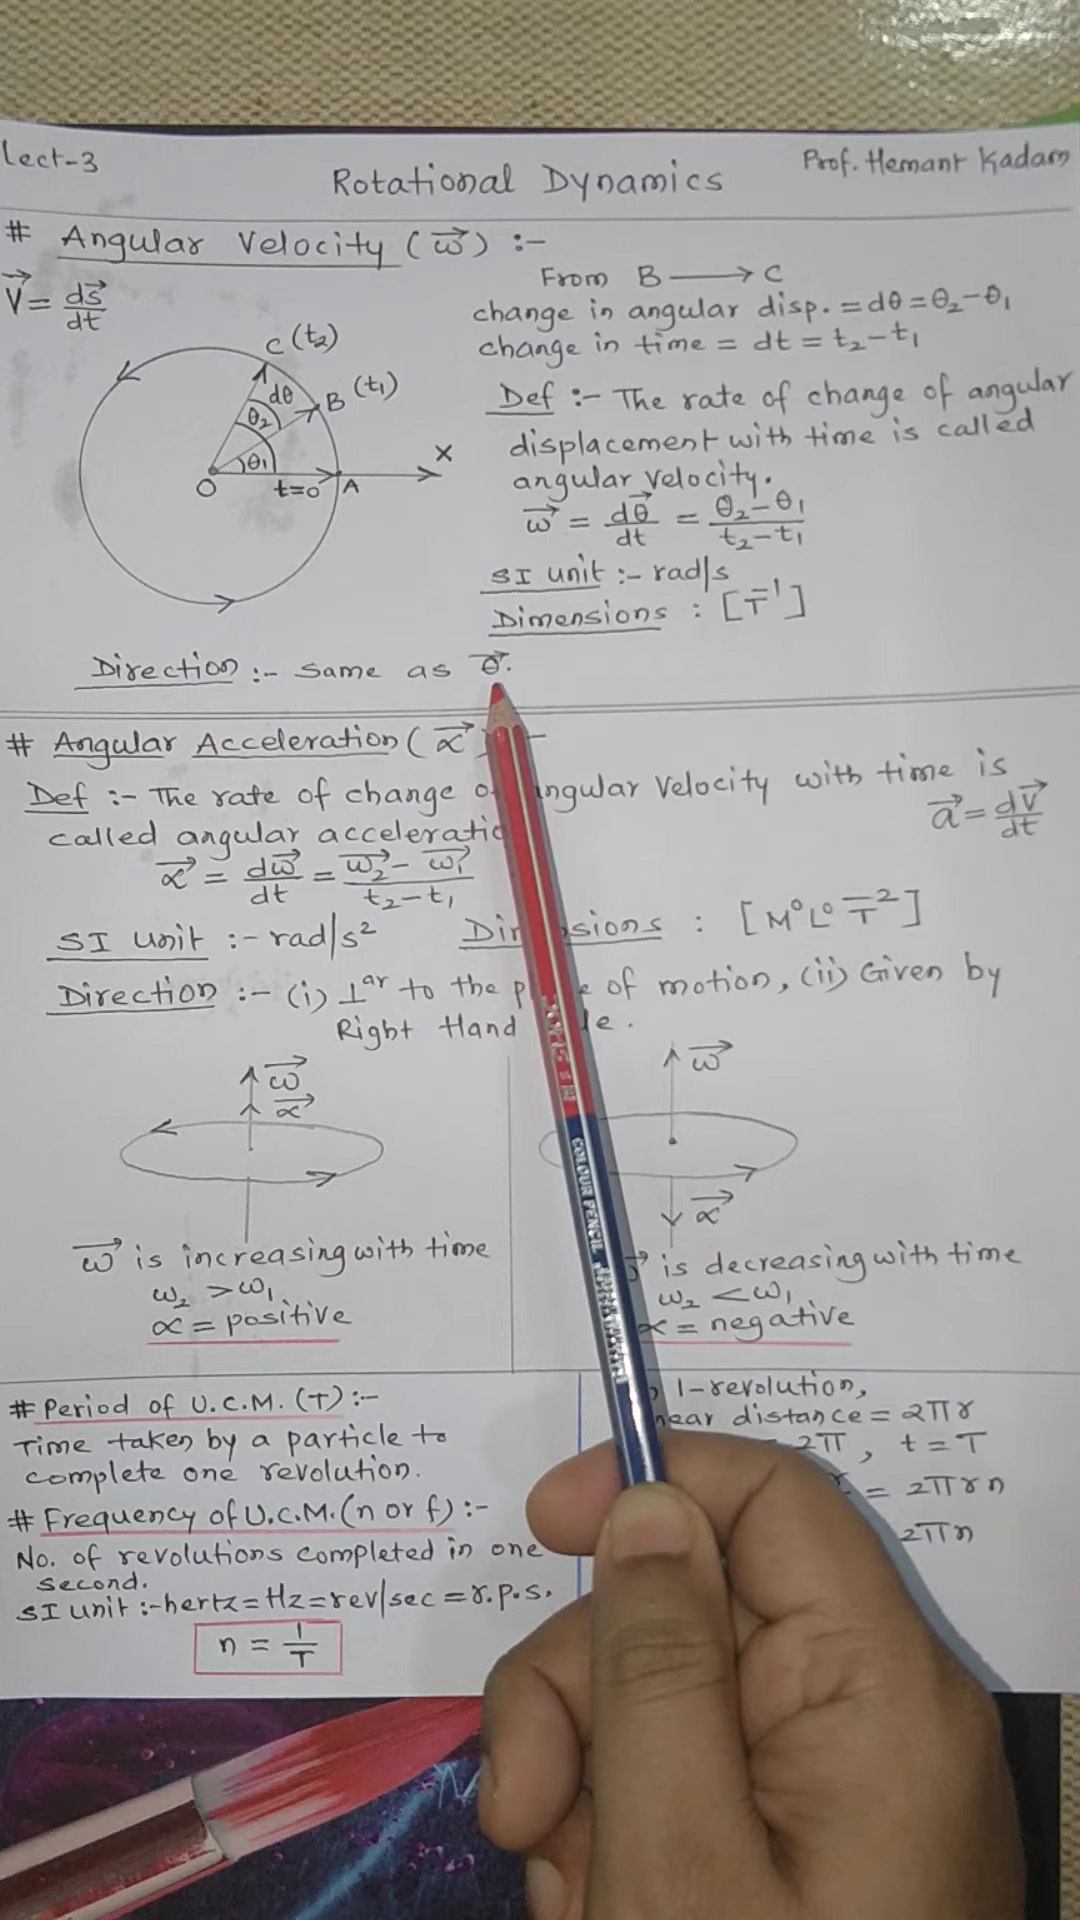 Lect-3
Rotational Dynamics
Prof. Hemant Kadam
# Angular Velocity (ω⃗) :-
V⃗ = ds⃗/dt
From B ⟶ C
change in angular disp. = dθ = θ₂-θ₁
change in time = dt = t₂-t₁
C (t₂)
dθ
B (t₁)
θ₂
θ₁
X
O
t=0
A
Def :- The rate of change of angular
displacement with time is called
angular velocity.
ω⃗ = dθ⃗/dt = θ₂-θ₁/t₂-t₁
SI unit :- rad/s
Dimensions : [T⁻¹]
Direction :- same as θ⃗.
# Angular Acceleration (α⃗) -
Def :- The rate of change of angular velocity with time is
called angular acceleratio
a⃗ = dV⃗/dt
α⃗ = dω⃗/dt = ω⃗₂ - ω⃗₁/t₂-t₁
SI Unit :- rad/s²
Dimensions : [M⁰L⁰T⁻²]
Direction :- (i) ⊥ᵃʳ to the plane of motion, (ii) Given by
Right Hand
ω⃗
α⃗
ω⃗
α⃗
ω⃗ is increasing with time
ω₂ > ω₁
α = positive
is decreasing with time
ω₂ < ω₁
α = negative
# Period of U.C.M. (T) :-
Time taken by a particle to
complete one revolution.
# Frequency of U.C.M. (n or f) :-
No. of revolutions completed in one
second.
SI unit :- hertz = Hz = rev/sec = r.p.s.
n = 1/T
1-revolution,
distance = 2πr
2π, t = T
= 2πrn
2πn
COLOUR PENCIL